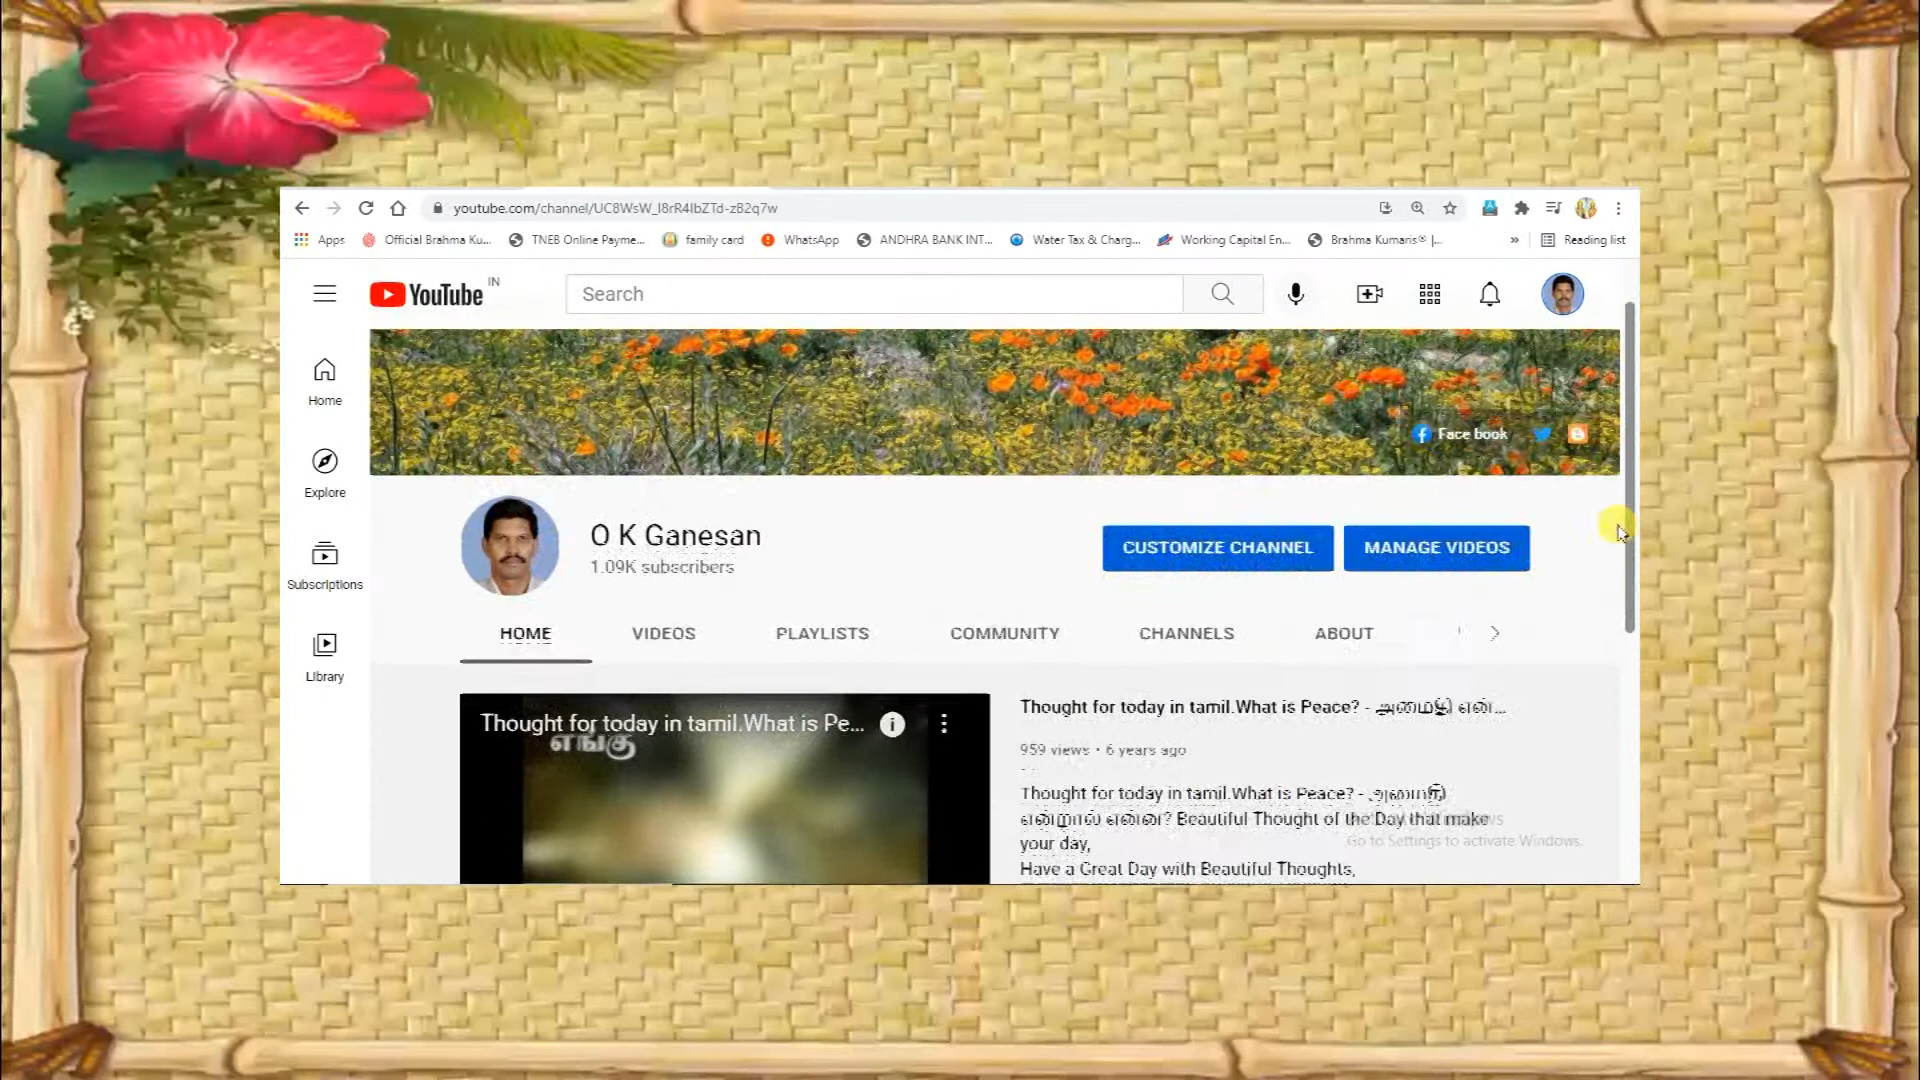 youtube.com/channel/UC8WsW_I8rR4IbZTd-zB2q7w
Apps Official Brahma Ku... TNEB Online Payme... family card WhatsApp ANDHRA BANK INT... Water Tax & Charg... Working Capital En... Brahma Kumaris® |... » Reading list
YouTube IN
Search
Home
Explore
Subscriptions
Library
Face book
O K Ganesan
1.09K subscribers
CUSTOMIZE CHANNEL MANAGE VIDEOS
HOME VIDEOS PLAYLISTS COMMUNITY CHANNELS ABOUT
Thought for today in tamil.What is Pe...
எங்கு
Thought for today in tamil.What is Peace? - அமைதி என்...
959 views • 6 years ago
Thought for today in tamil.What is Peace? - அமைதி
என்றால் என்ன? Beautiful Thought of the Day that make
your day,
Go to Settings to activate Windows.
Have a Great Day with Beautiful Thoughts,